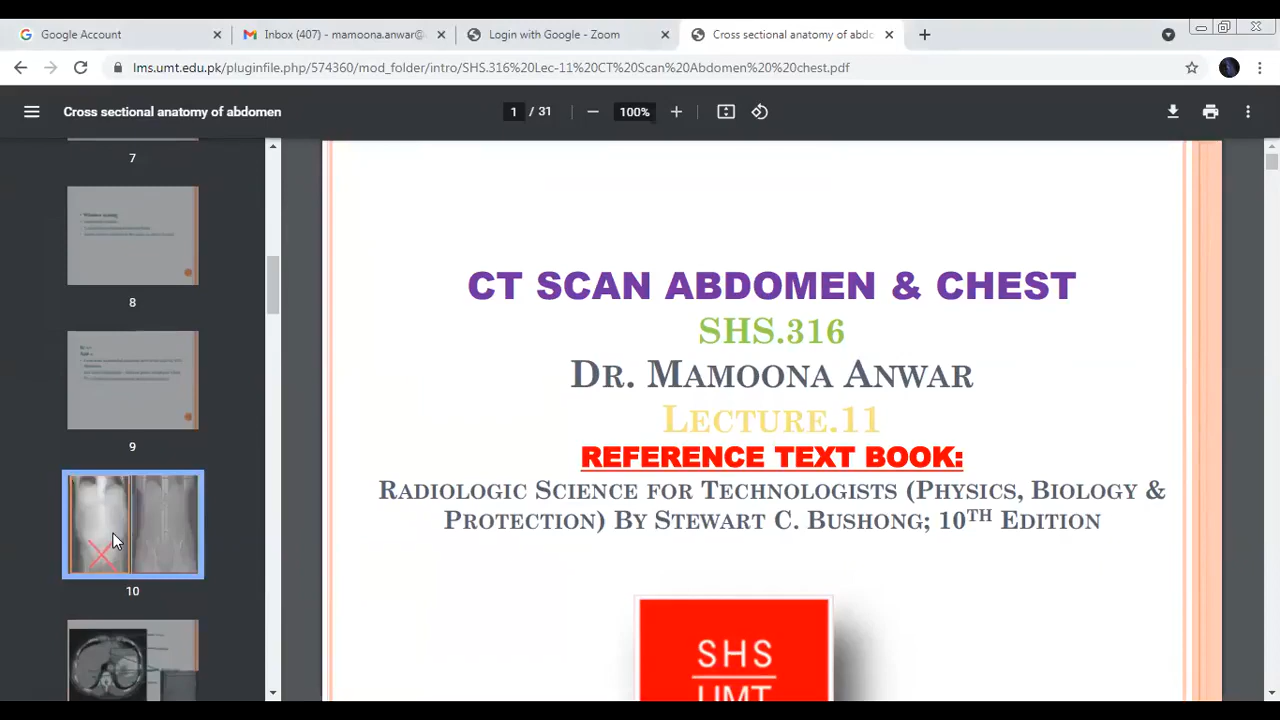 Google Account
Inbox (407) - mamoona.anwar@
Login with Google - Zoom
Cross sectional anatomy of abdo
lms.umt.edu.pk/pluginfile.php/574360/mod_folder/intro/SHS.316%20Lec-11%20CT%20Scan%20Abdomen%20%20chest.pdf
Cross sectional anatomy of abdomen
1 / 31
100%
7
8
9
10
CT SCAN ABDOMEN & CHEST
SHS.316
DR. MAMOONA ANWAR
LECTURE.11
REFERENCE TEXT BOOK:
RADIOLOGIC SCIENCE FOR TECHNOLOGISTS (PHYSICS, BIOLOGY &
PROTECTION) BY STEWART C. BUSHONG; 10TH EDITION
SHS
UMT